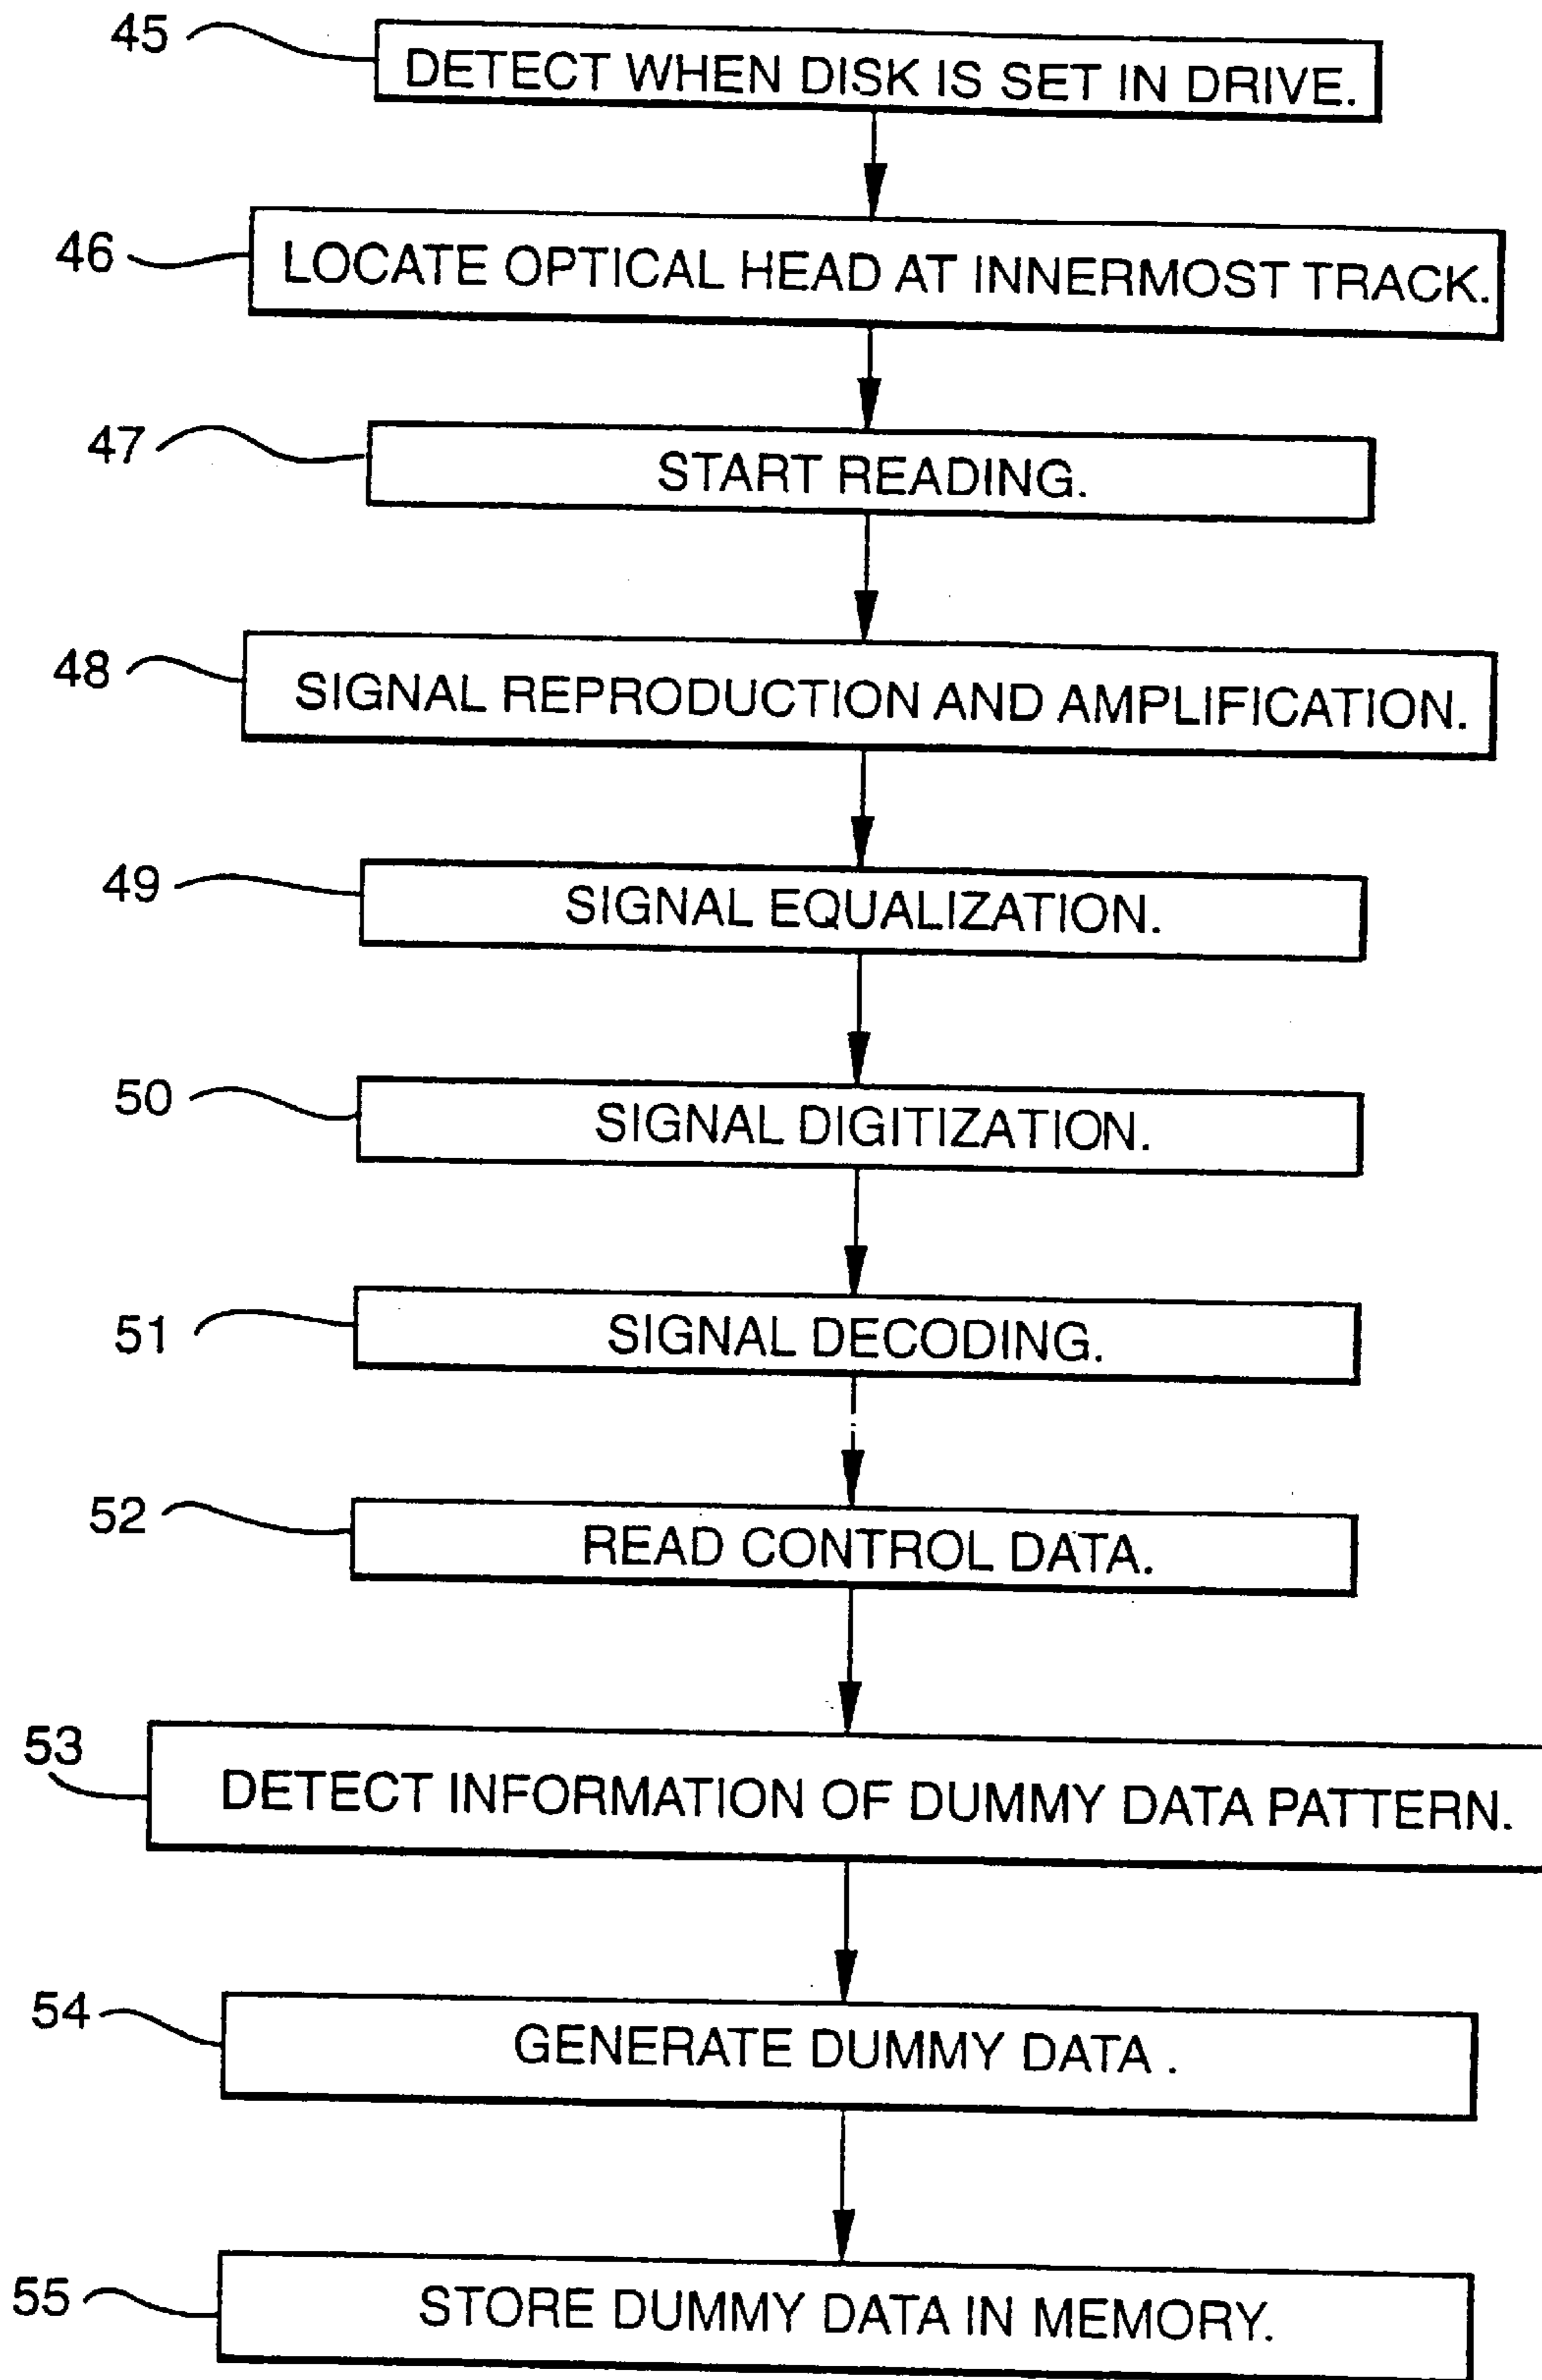 45
DETECT WHEN DISK IS SET IN DRIVE.
46
LOCATE OPTICAL HEAD AT INNERMOST TRACK.
47
START READING.
48
SIGNAL REPRODUCTION AND AMPLIFICATION.
49
SIGNAL EQUALIZATION.
50
SIGNAL DIGITIZATION.
51
SIGNAL DECODING.
52
READ CONTROL DATA.
53
DETECT INFORMATION OF DUMMY DATA PATTERN.
54
GENERATE DUMMY DATA .
55
STORE DUMMY DATA IN MEMORY.